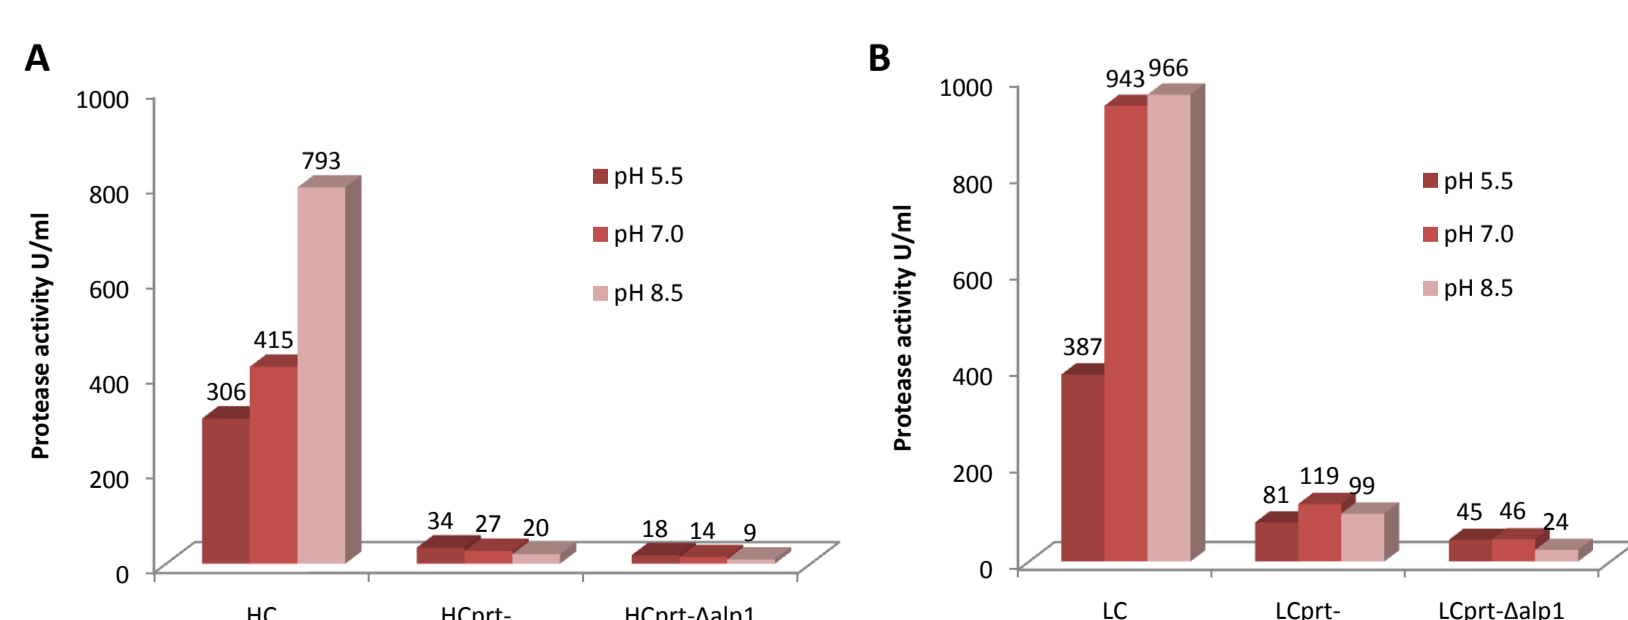 A
1000
800
600
400
200
0
Protease activity U/ml
306
415
793
34
27
20
18
14
9
pH 5.5
pH 7.0
pH 8.5
HC
HCprt-
HCprt-Δalp1
B
1000
800
600
400
200
0
Protease activity U/ml
387
943
966
81
119
99
45
46
24
pH 5.5
pH 7.0
pH 8.5
LC
LCprt-
LCprt-Δalp1